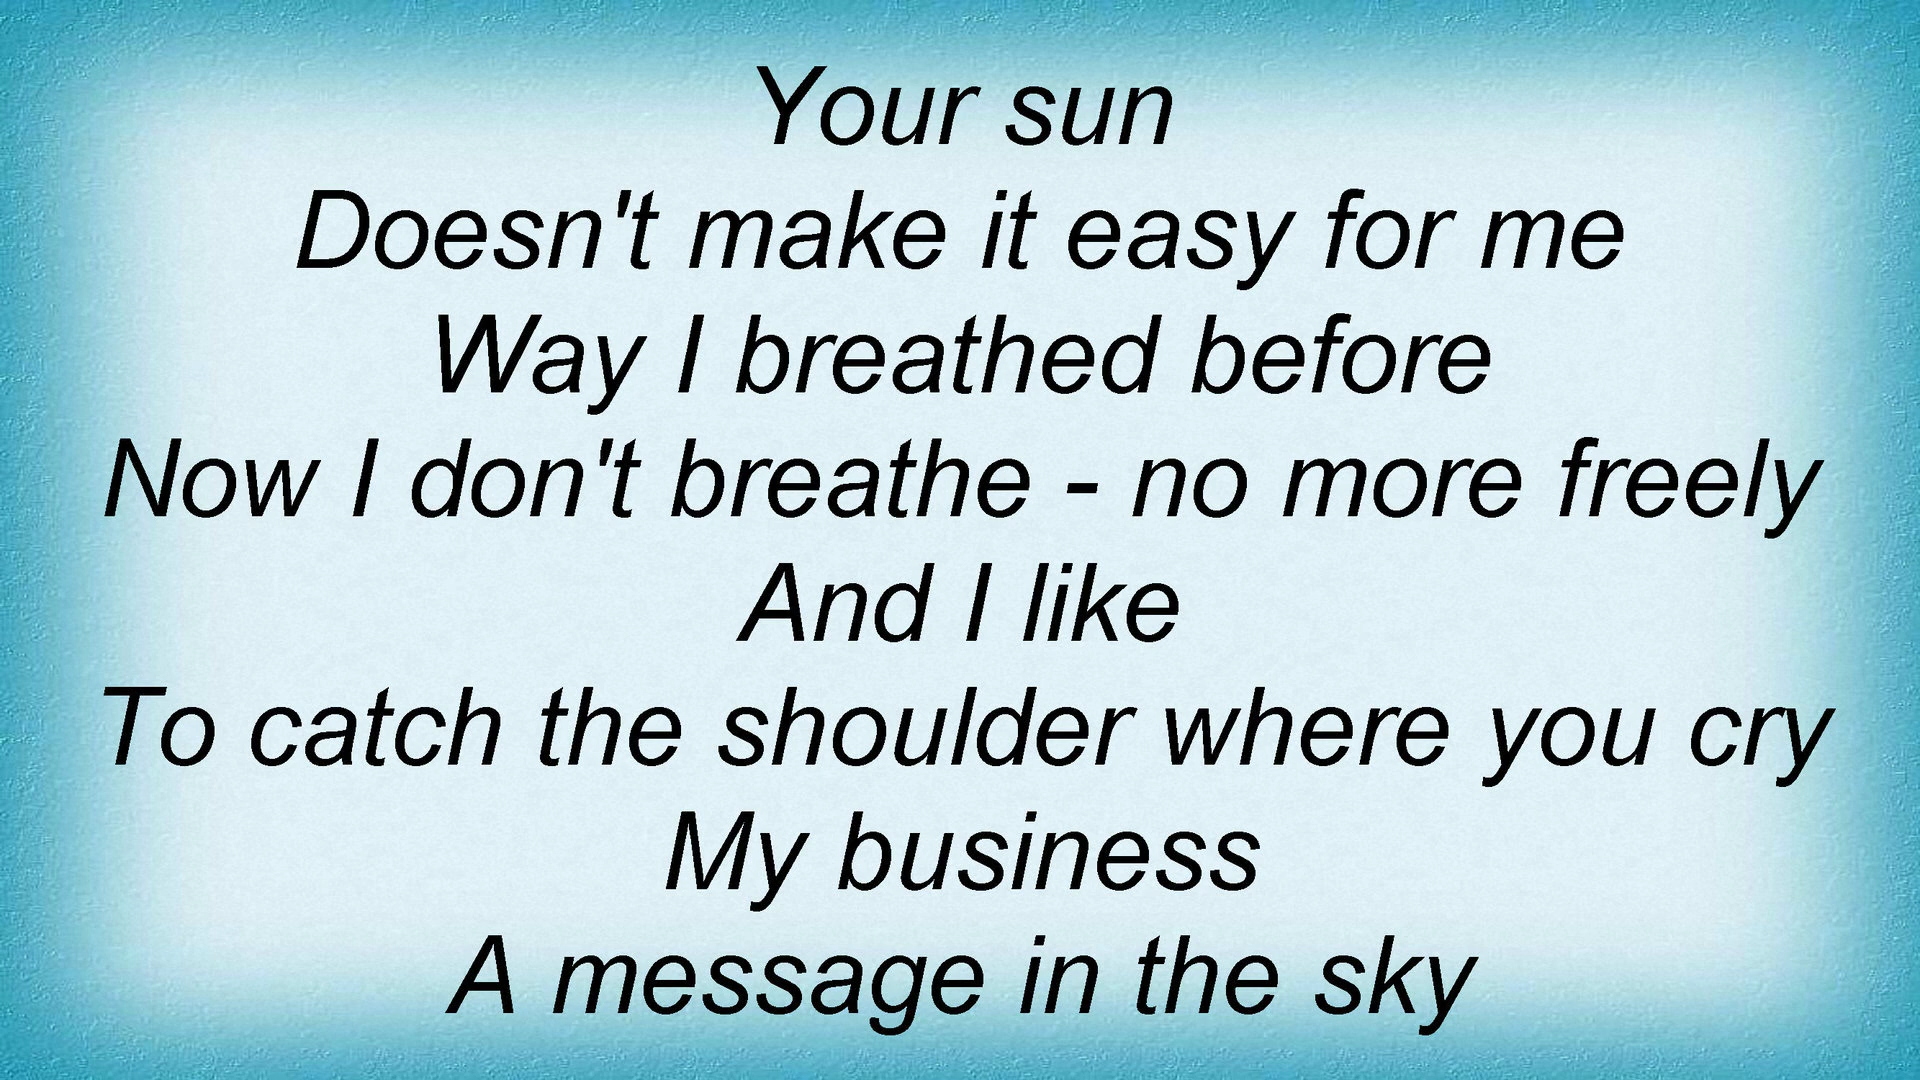 Your sun
Doesn't make it easy for me
Way I breathed before
Now I don't breathe - no more freely
And I like
To catch the shoulder where you cry
My business
A message in the sky